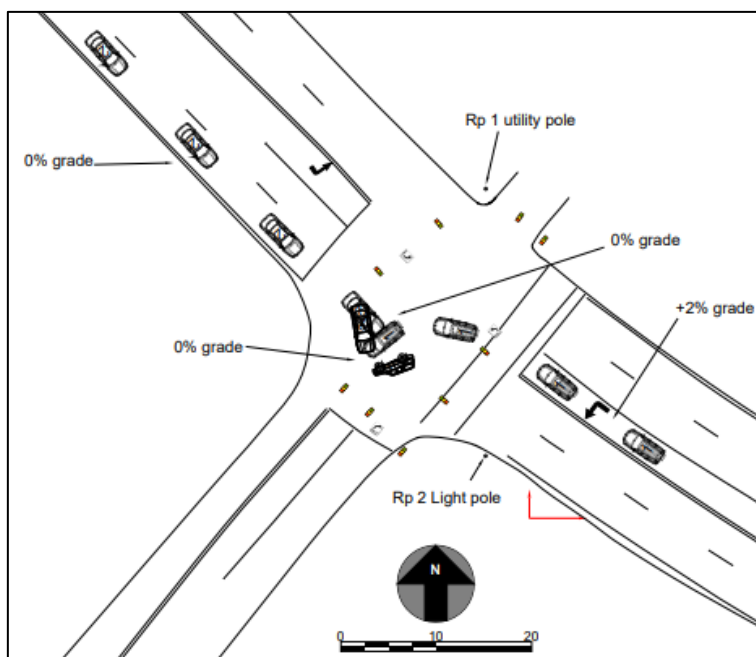 Rp 1 utility pole
0% grade
0% grade
+2% grade
0% grade
Rp 2 Light pole
N
0 10 20